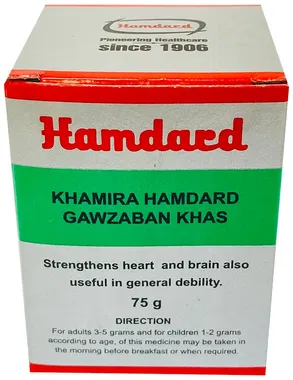 Hamdard
Pioneering Healthcare
since 1906
Hamdard
KHAMIRA HAMDARD
GAWZABAN KHAS
Strengthens heart and brain also
useful in general debility.
75 g
DIRECTION
For adults 3-5 grams and for children 1-2 grams
according to age, of this medicine may be taken in
the morning before breakfast or when required.